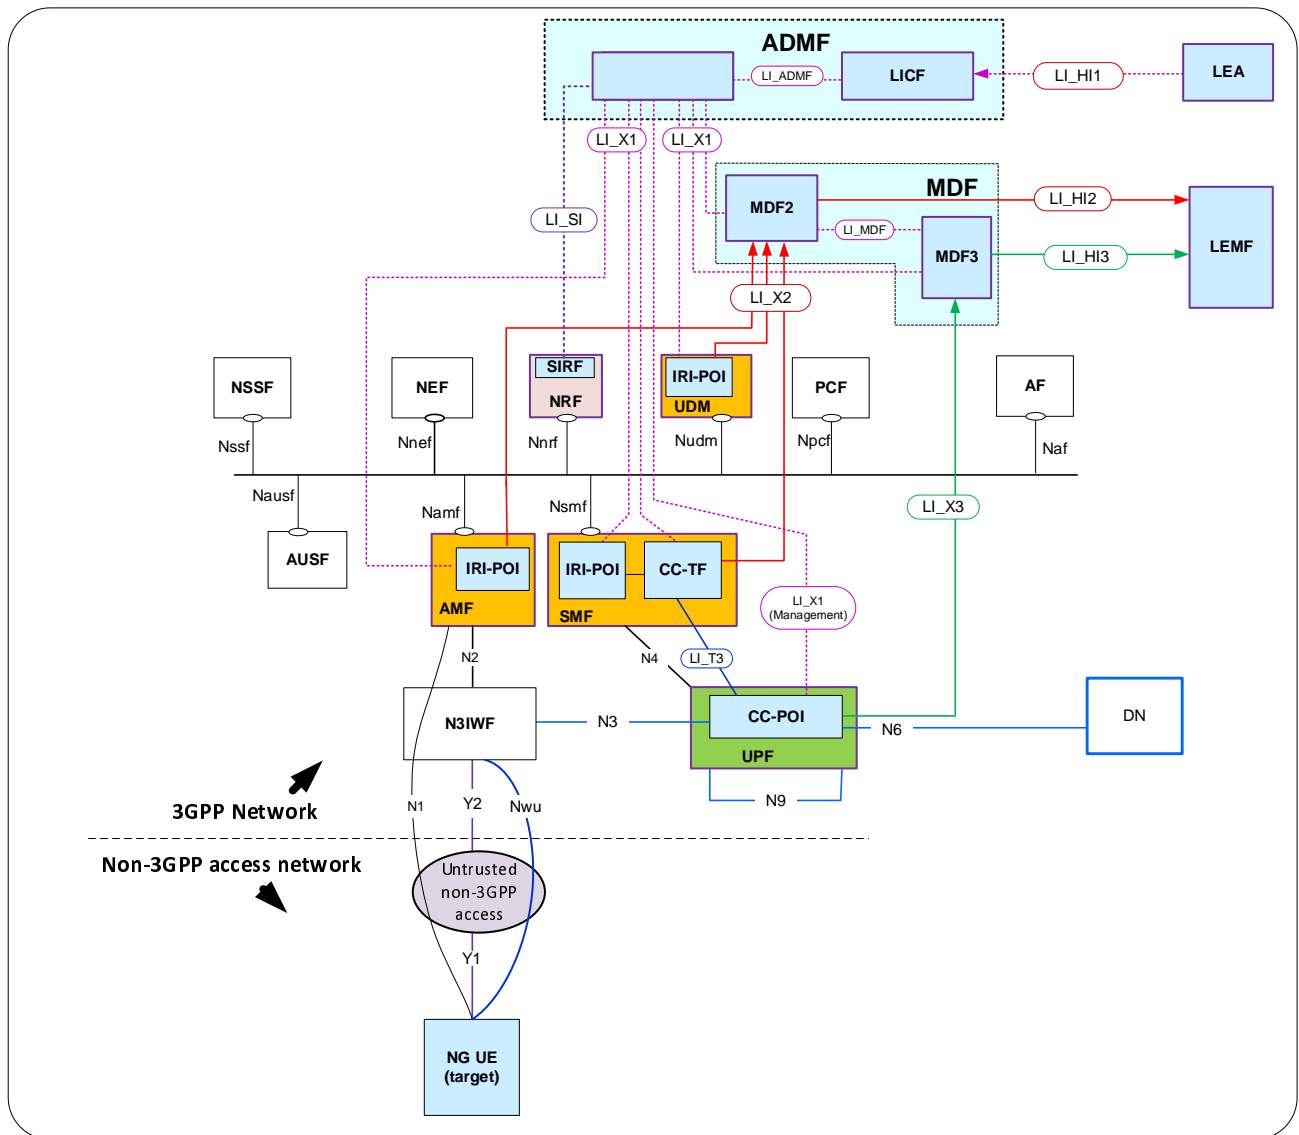 ADMF
LI_ADMF
LICF
LI_HI1
LEA
LI_X1
LI_X1
MDF
MDF2
LI_HI2
LI_SI
LI_MDF
LEMF
MDF3
LI_HI3
LI_X2
NSSF
NEF
SIRF
NRF
IRI-POI
UDM
PCF
AF
Nssf
Nnef
Nnrf
Nudm
Npcf
Naf
Nausf
Namf
Nsmf
LI_X3
AUSF
IRI-POI
AMF
IRI-POI
CC-TF
SMF
LI_X1
(Management)
N2
N4
LI_T3
N3IWF
N3
CC-POI
UPF
N6
DN
N9
N1
Y2
Nwu
3GPP Network
Non-3GPP access network
Untrusted
non-3GPP
access
Y1
NG UE
(target)